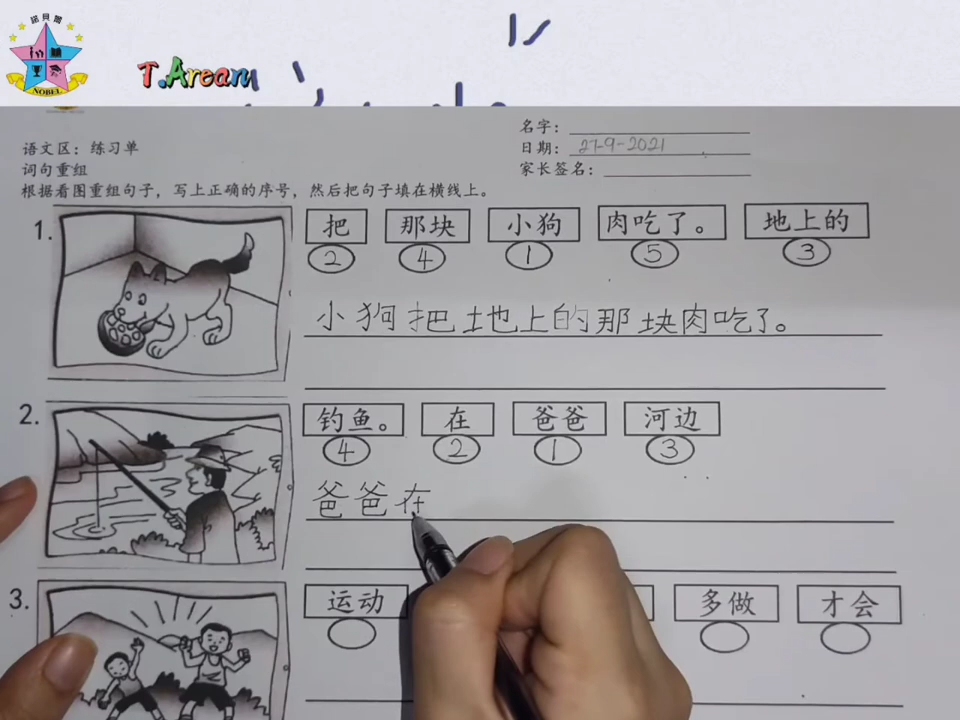 諾貝爾
NOBEL
T.Aroam
名字：
语文区：练习单
日期：27-9-2021
词句重组
家长签名：
根据看图重组句子，写上正确的序号，然后把句子填在横线上。
1. 把 那块 小狗 肉吃了。 地上的
2 4 1 5 3
小狗把地上的那块肉吃了。
2. 钓鱼。 在 爸爸 河边
4 2 1 3
爸爸在
3. 运动 多做 才会